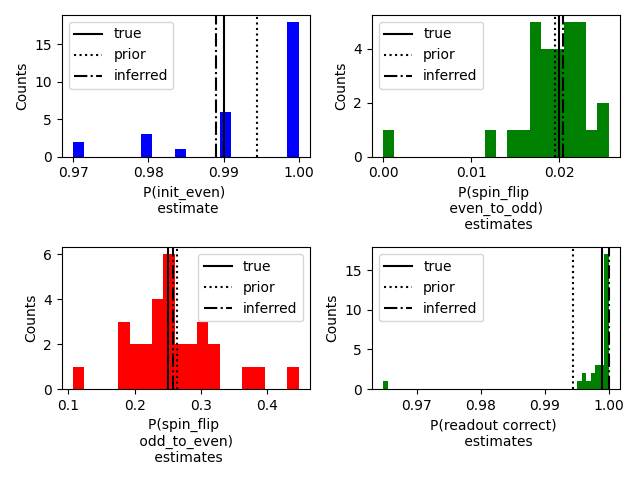 true
prior
inferred
Counts
15
10
5
0
0.97 0.98 0.99 1.00
P(init_even)
estimate
true
prior
inferred
Counts
4
2
0
0.00 0.01 0.02
P(spin_flip
even_to_odd)
estimates
true
prior
inferred
Counts
6
4
2
0
0.1 0.2 0.3 0.4
P(spin_flip
odd_to_even)
estimates
true
prior
inferred
Counts
15
10
5
0
0.97 0.98 0.99 1.00
P(readout correct)
estimates